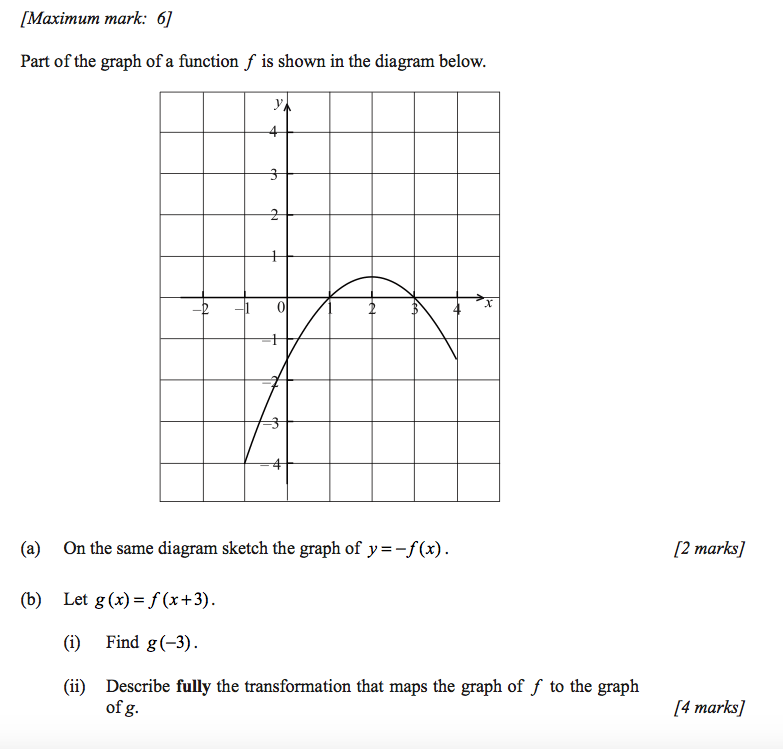 [Maximum mark: 6]
Part of the graph of a function f is shown in the diagram below.
y
4
3
2
1
–2 –1 0 1 2 3 4 x
–1
–2
–3
–4
(a) On the same diagram sketch the graph of y = −f(x). [2 marks]
(b) Let g(x) = f(x+3).
(i) Find g(−3).
(ii) Describe fully the transformation that maps the graph of f to the graph
of g. [4 marks]